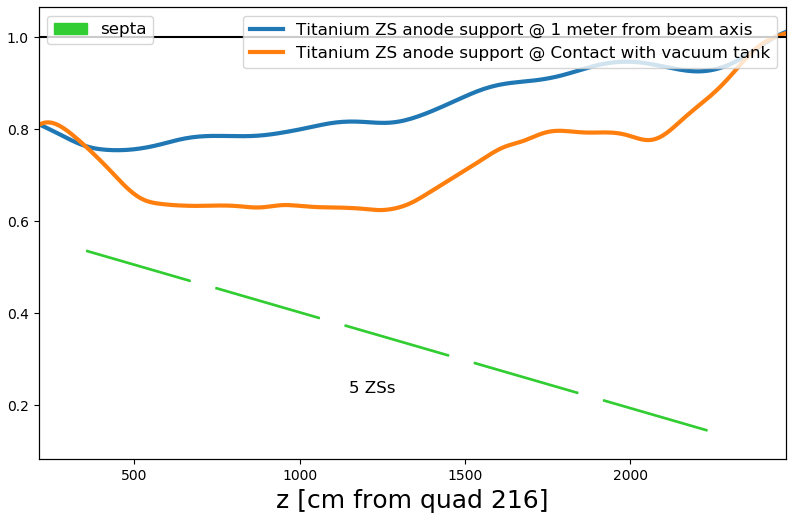 septa
Titanium ZS anode support @ 1 meter from beam axis
Titanium ZS anode support @ Contact with vacuum tank
1.0
0.8
0.6
0.4
0.2
5 ZSs
500 1000 1500 2000
z [cm from quad 216]